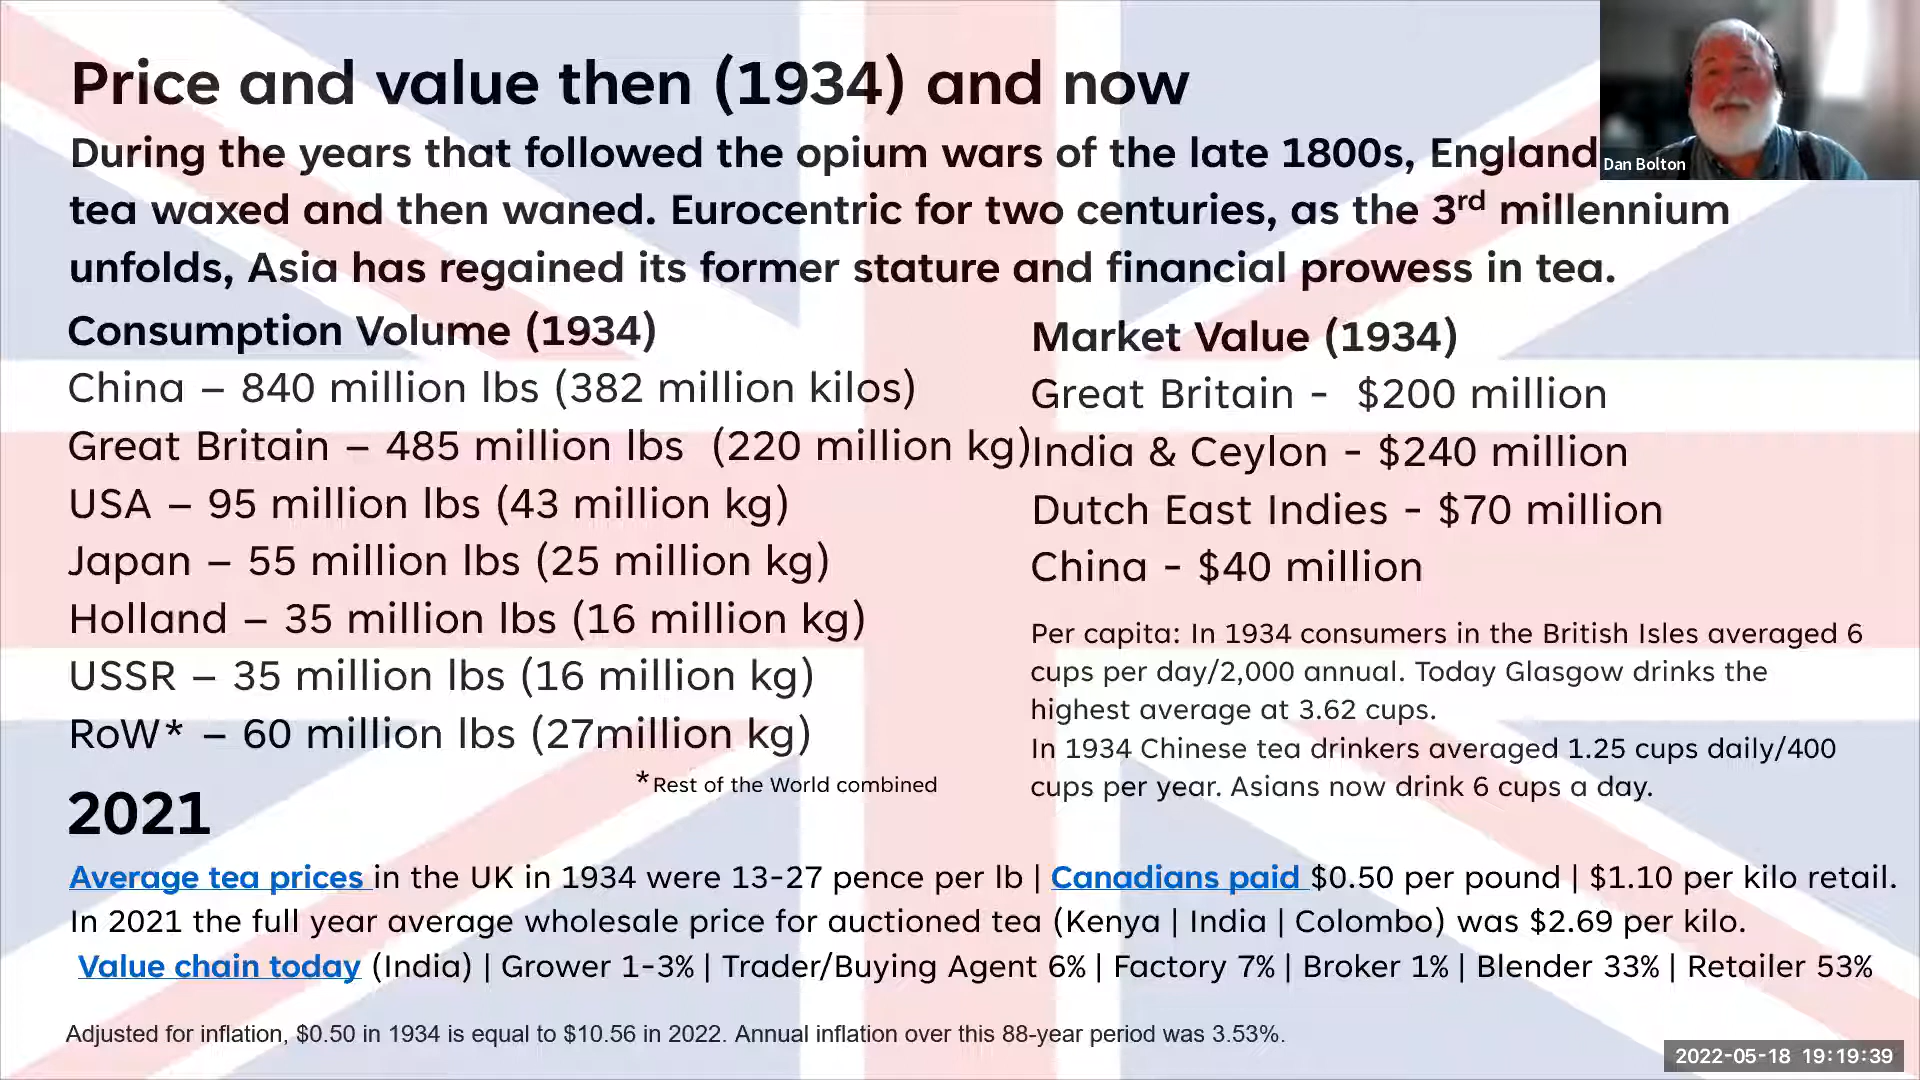 Price and value then (1934) and now
During the years that followed the opium wars of the late 1800s, England
tea waxed and then waned. Eurocentric for two centuries, as the 3rd millennium
unfolds, Asia has regained its former stature and financial prowess in tea.
Consumption Volume (1934)
China – 840 million lbs (382 million kilos)
Great Britain – 485 million lbs (220 million kg)
USA – 95 million lbs (43 million kg)
Japan – 55 million lbs (25 million kg)
Holland – 35 million lbs (16 million kg)
USSR – 35 million lbs (16 million kg)
RoW* – 60 million lbs (27million kg)
*Rest of the World combined
Market Value (1934)
Great Britain - $200 million
India & Ceylon - $240 million
Dutch East Indies - $70 million
China - $40 million
Per capita: In 1934 consumers in the British Isles averaged 6
cups per day/2,000 annual. Today Glasgow drinks the
highest average at 3.62 cups.
In 1934 Chinese tea drinkers averaged 1.25 cups daily/400
cups per year. Asians now drink 6 cups a day.
2021
Average tea prices in the UK in 1934 were 13-27 pence per lb | Canadians paid $0.50 per pound | $1.10 per kilo retail.
In 2021 the full year average wholesale price for auctioned tea (Kenya | India | Colombo) was $2.69 per kilo.
Value chain today (India) | Grower 1-3% | Trader/Buying Agent 6% | Factory 7% | Broker 1% | Blender 33% | Retailer 53%
Adjusted for inflation, $0.50 in 1934 is equal to $10.56 in 2022. Annual inflation over this 88-year period was 3.53%.
Dan Bolton
2022-05-18 19:19:39